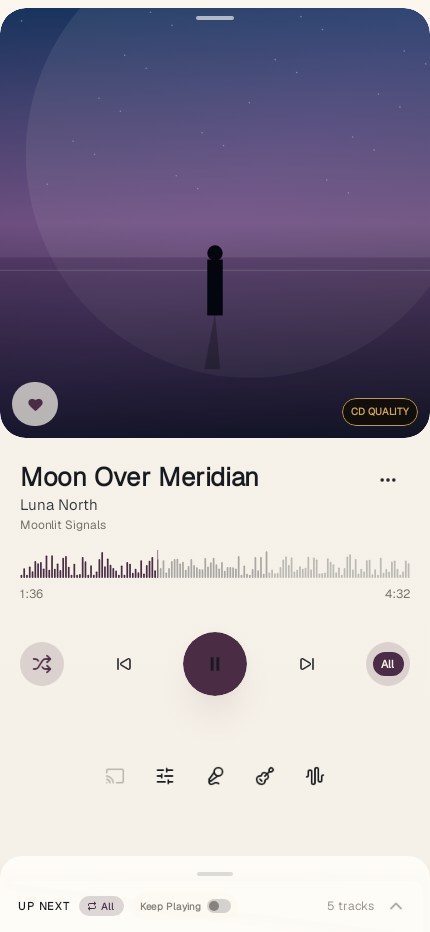 CD QUALITY
Moon Over Meridian
Luna North
Moonlit Signals
1:36 4:32
All
UP NEXT All Keep Playing 5 tracks